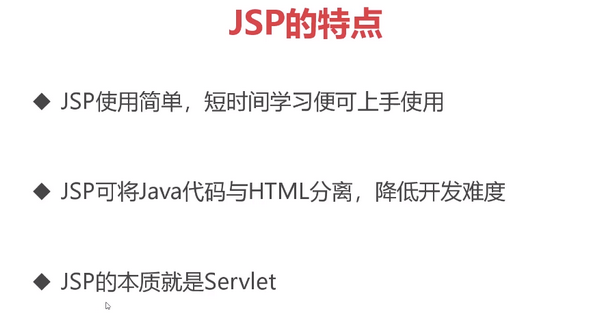 JSP的特点
◆ JSP使用简单，短时间学习便可上手使用
◆ JSP可将Java代码与HTML分离，降低开发难度
◆ JSP的本质就是Servlet